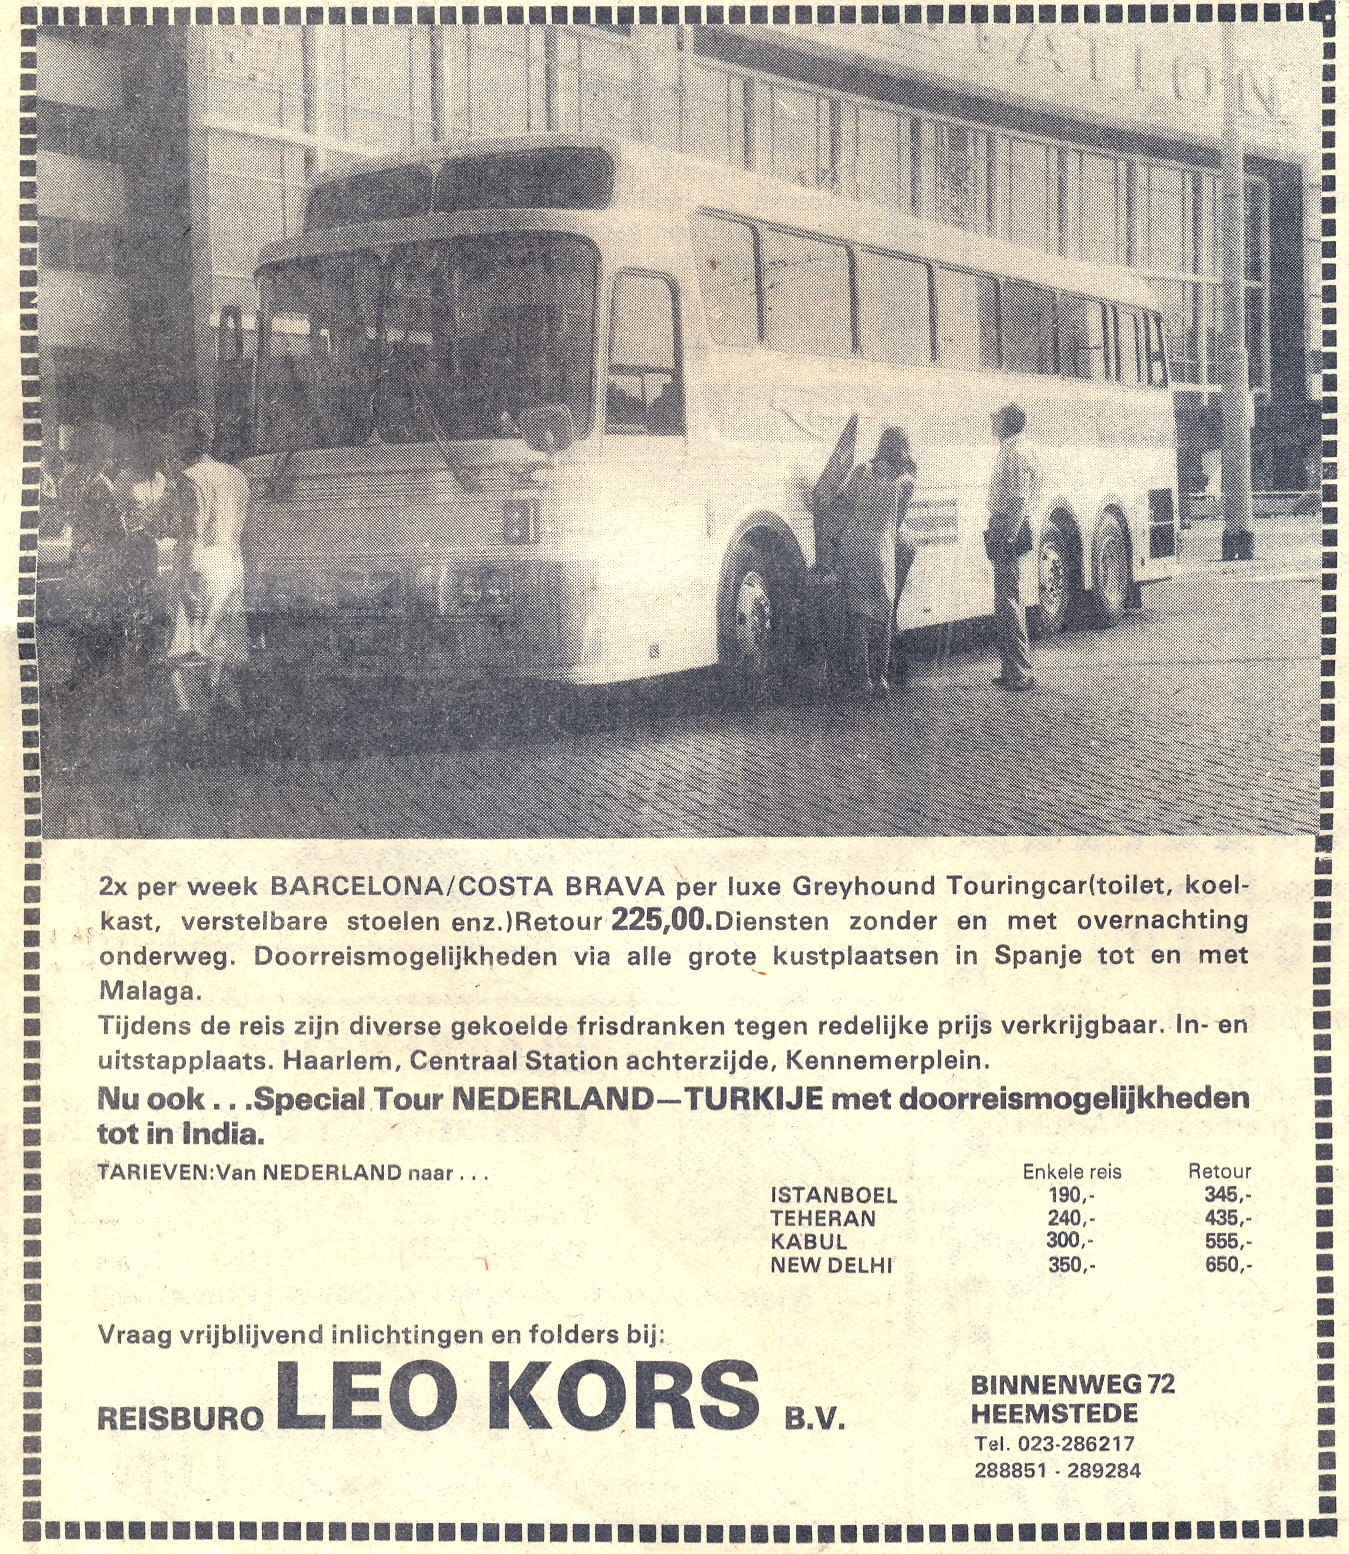 2x per week BARCELONA/COSTA BRAVA per luxe Greyhound Touringcar(toilet, koel-
kast, verstelbare stoelen enz.)Retour 225,00.Diensten zonder en met overnachting
onderweg. Doorreismogelijkheden via alle grote kustplaatsen in Spanje tot en met
Malaga.
Tijdens de reis zijn diverse gekoelde frisdranken tegen redelijke prijs verkrijgbaar. In- en
uitstapplaats. Haarlem, Centraal Station achterzijde, Kennemerplein.
Nu ook . . .Special Tour NEDERLAND—TURKIJE met doorreismogelijkheden
tot in India.
TARIEVEN:Van NEDERLAND naar . . . Enkele reis Retour
ISTANBOEL 190,- 345,-
TEHERAN 240,- 435,-
KABUL 300,- 555,-
NEW DELHI 350,- 650,-
Vraag vrijblijvend inlichtingen en folders bij:
REISBURO LEO KORS B.V.
BINNENWEG 72
HEEMSTEDE
Tel. 023-286217
288851 - 289284